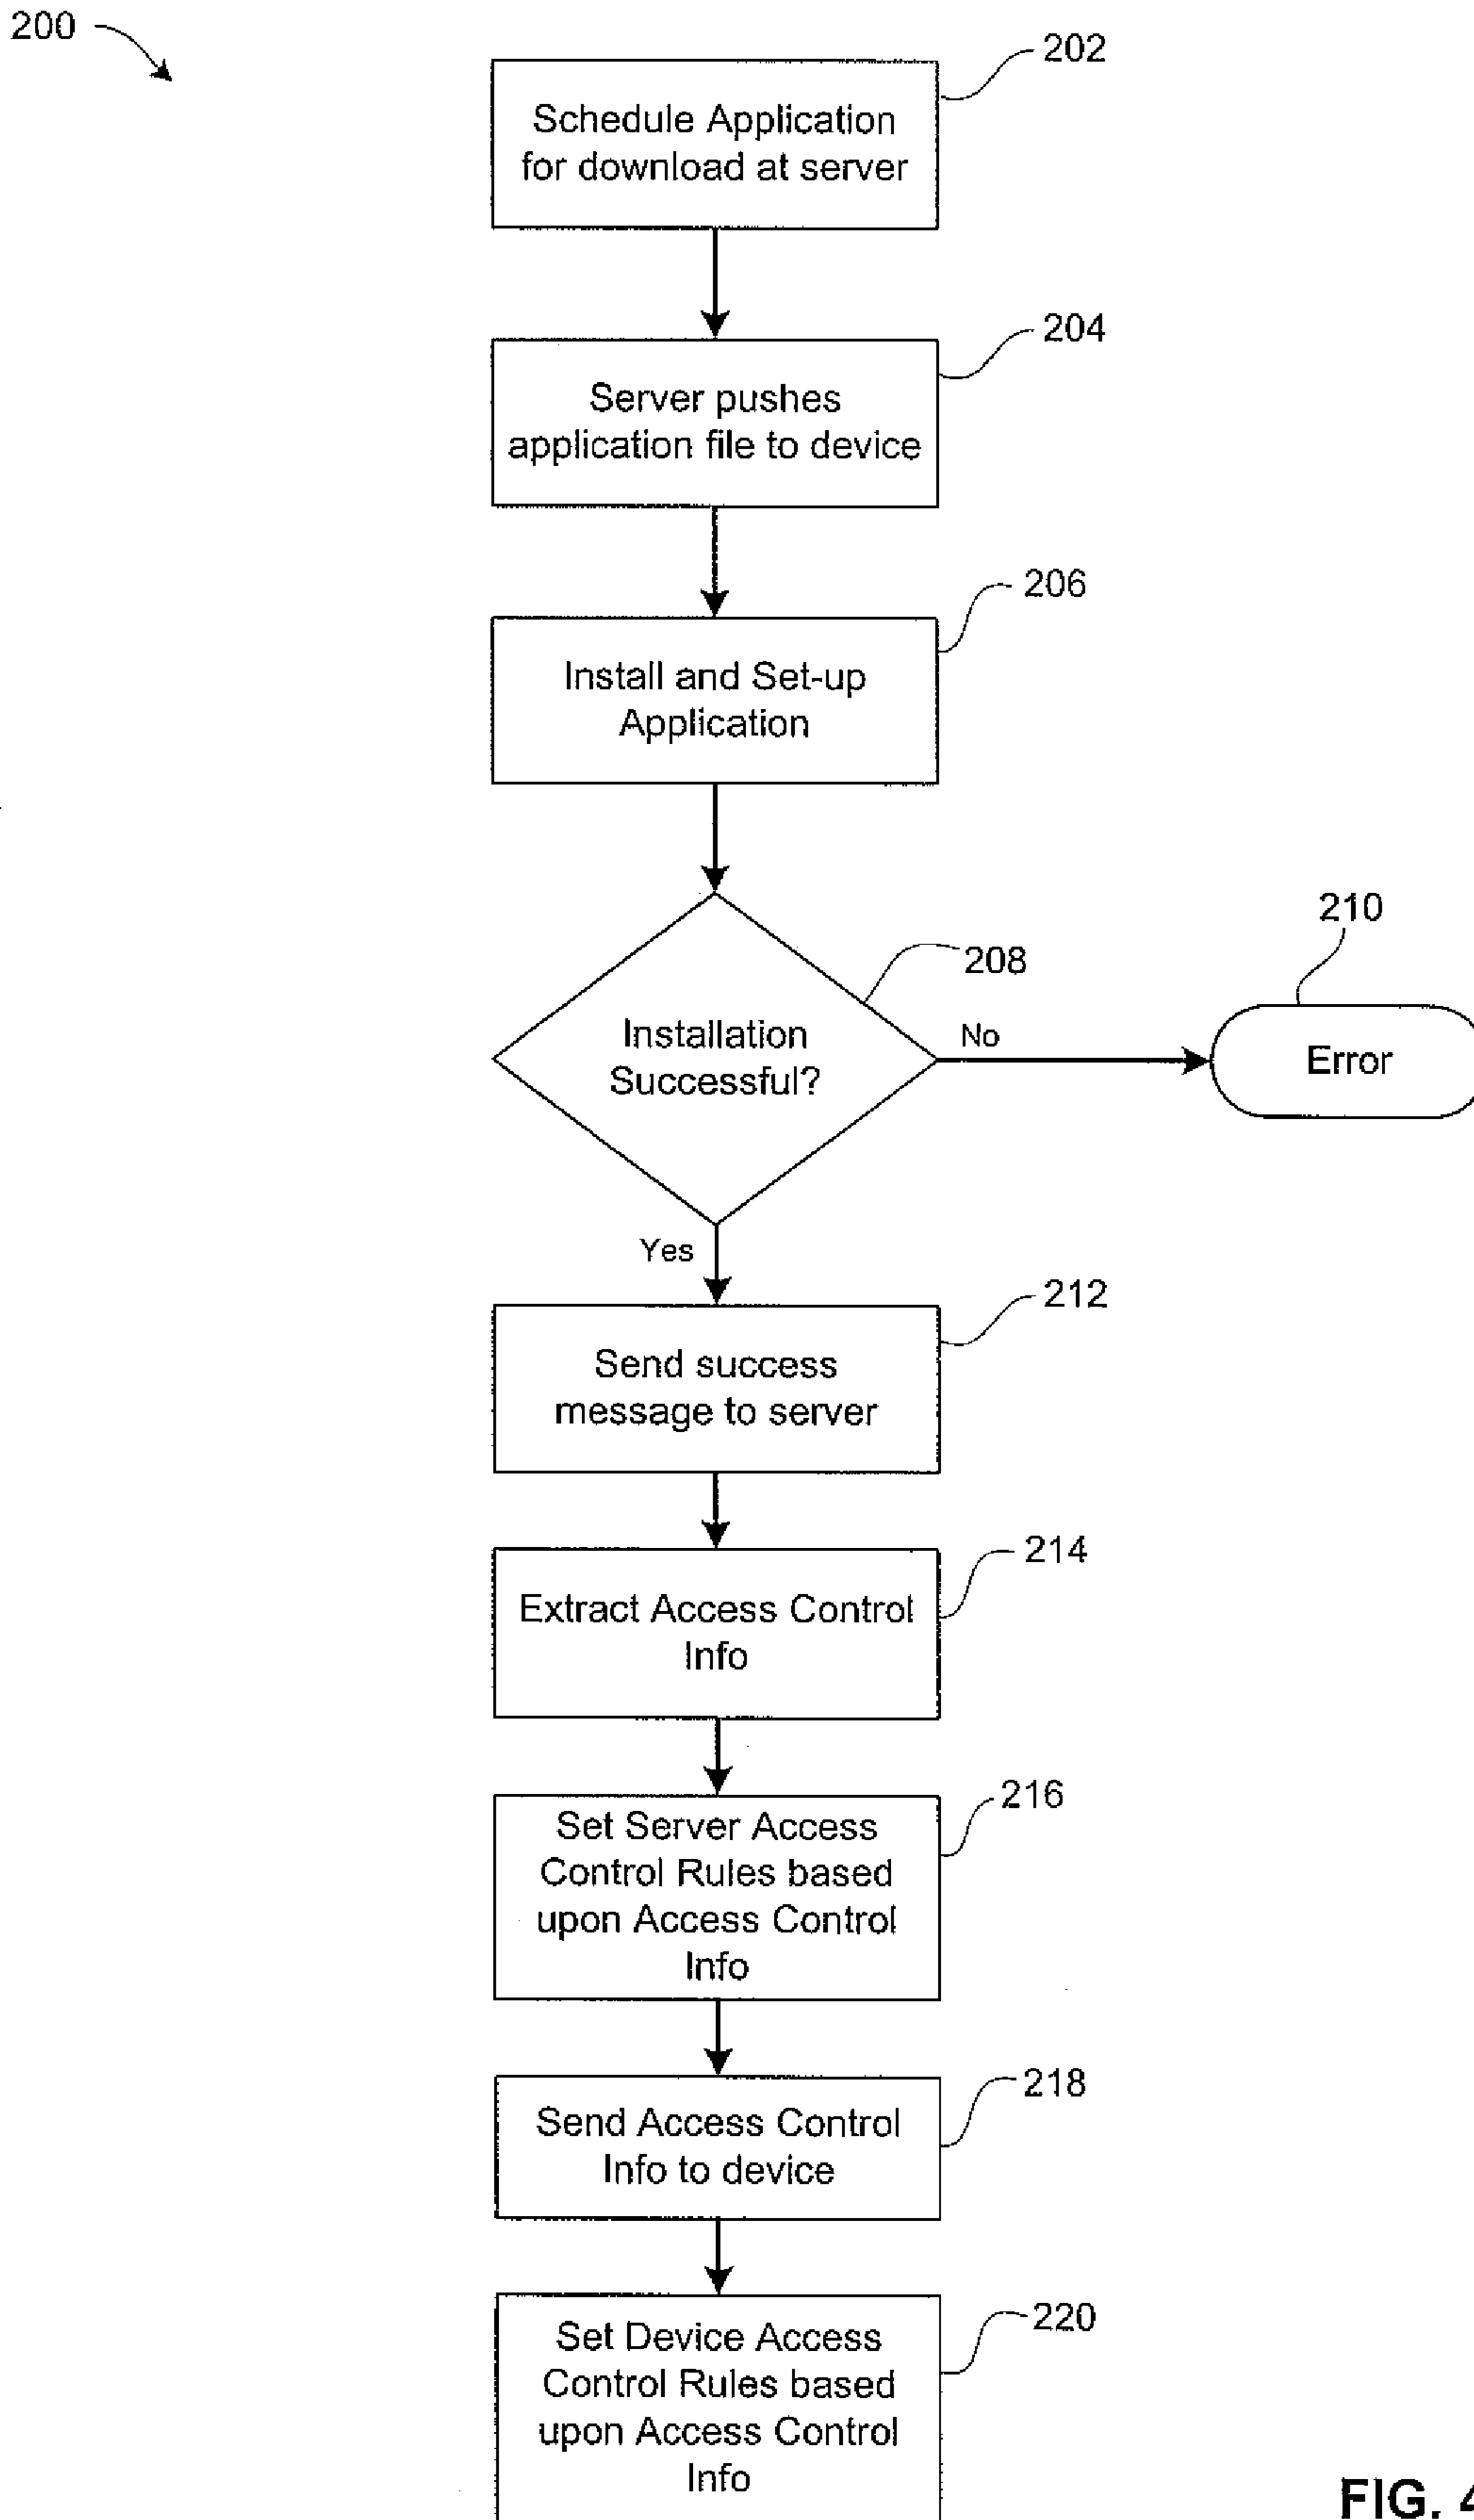 200
202
Schedule Application
for download at server
204
Server pushes
application file to device
206
Install and Set-up
Application
208
Installation
Successful?
No
210
Error
Yes
212
Send success
message to server
214
Extract Access Control
Info
216
Set Server Access
Control Rules based
upon Access Control
Info
218
Send Access Control
Info to device
220
Set Device Access
Control Rules based
upon Access Control
Info
FIG. 4